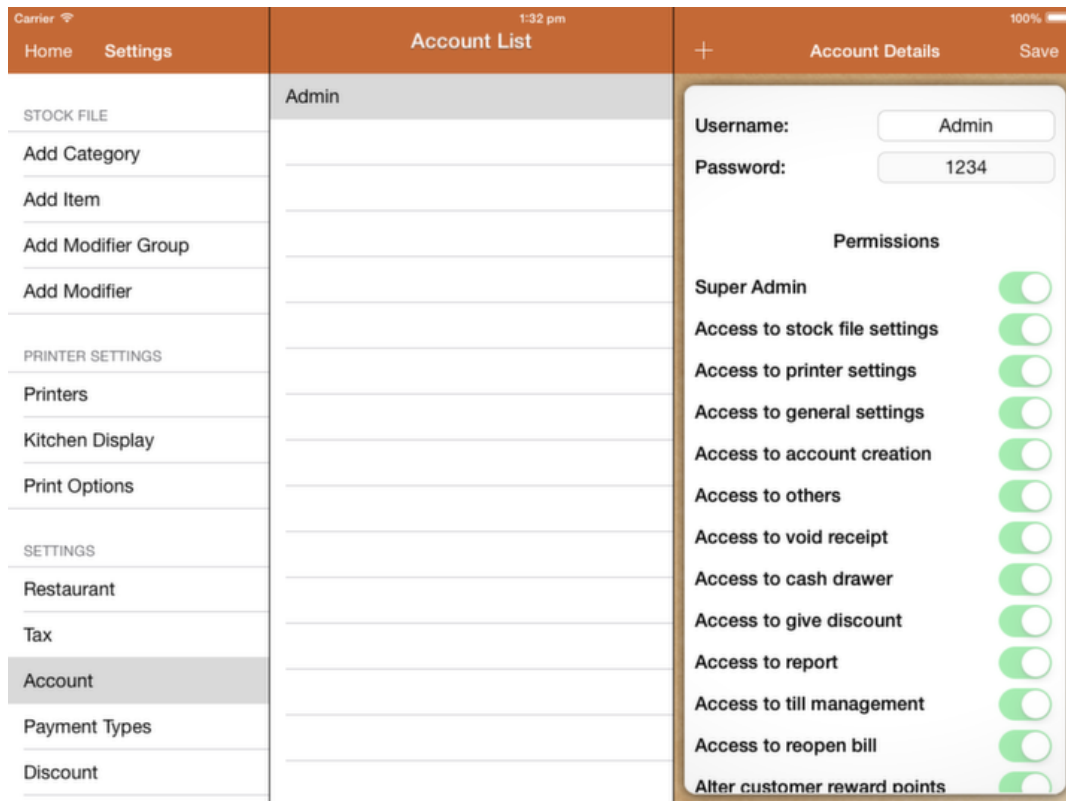 Carrier
1:32 pm
100%
Home
Settings
Account List
+
Account Details
Save
STOCK FILE
Add Category
Add Item
Add Modifier Group
Add Modifier
PRINTER SETTINGS
Printers
Kitchen Display
Print Options
SETTINGS
Restaurant
Tax
Account
Payment Types
Discount
Admin
Username:
Admin
Password:
1234
Permissions
Super Admin
Access to stock file settings
Access to printer settings
Access to general settings
Access to account creation
Access to others
Access to void receipt
Access to cash drawer
Access to give discount
Access to report
Access to till management
Access to reopen bill
Alter customer reward points